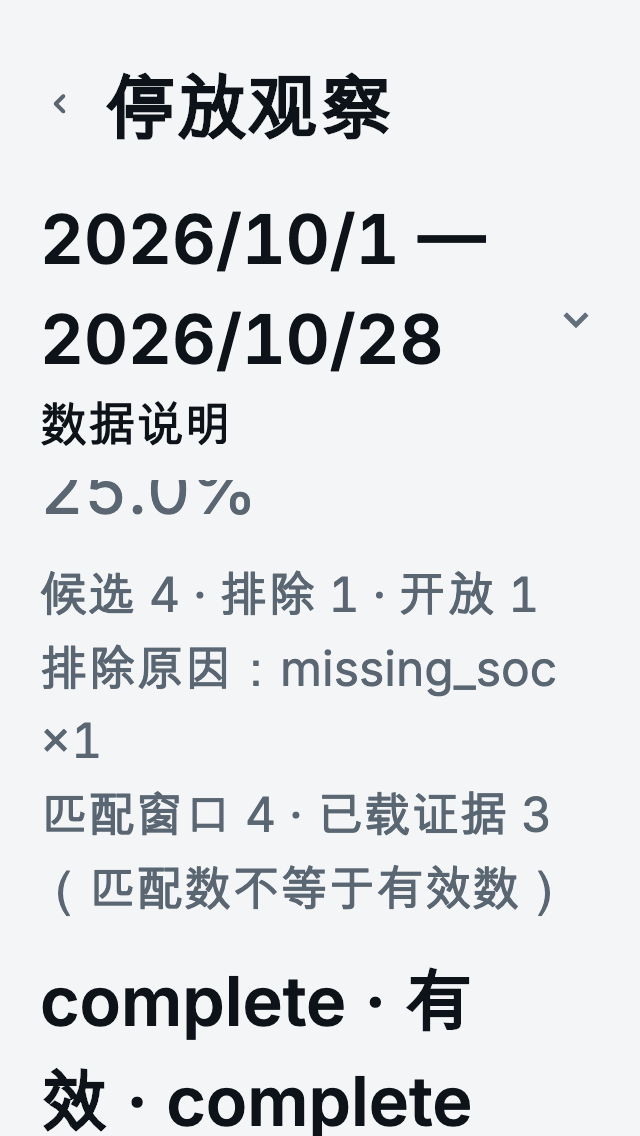 停放观察
2026/10/1 —
2026/10/28
数据说明
25.0%
候选 4 · 排除 1 · 开放 1
排除原因：missing_soc
×1
匹配窗口 4 · 已载证据 3
（匹配数不等于有效数）
complete · 有
效 · complete